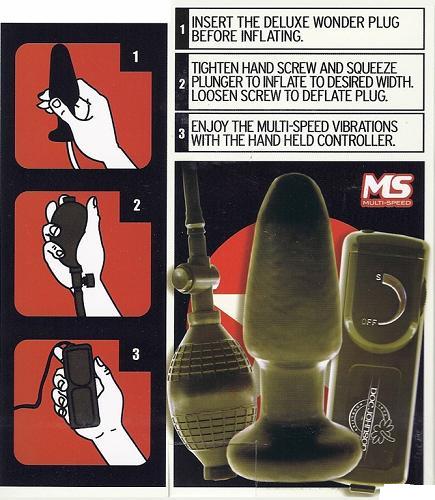 1
2
3
1 INSERT THE DELUXE WONDER PLUG
BEFORE INFLATING.
2 TIGHTEN HAND SCREW AND SQUEEZE
PLUNGER TO INFLATE TO DESIRED WIDTH.
LOOSEN SCREW TO DEFLATE PLUG.
3 ENJOY THE MULTI-SPEED VIBRATIONS
WITH THE HAND HELD CONTROLLER.
MS
MULTI-SPEED
S
OFF
DOC JOHNSON